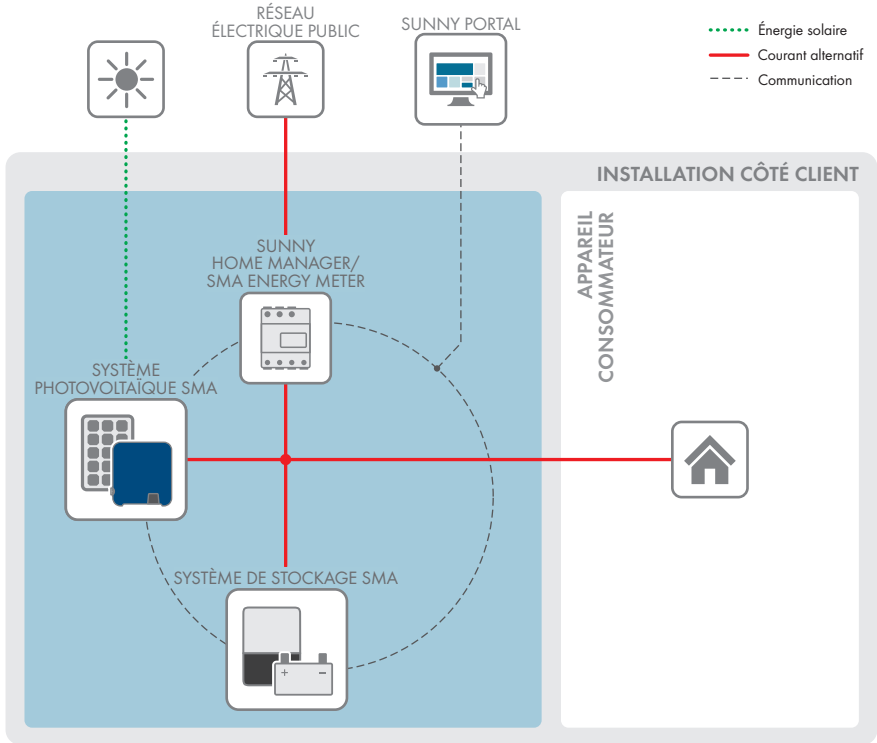 RÉSEAU
ÉLECTRIQUE PUBLIC
SUNNY PORTAL
Énergie solaire
Courant alternatif
Communication
INSTALLATION CÔTÉ CLIENT
APPAREIL
CONSOMMATEUR
SUNNY
HOME MANAGER/
SMA ENERGY METER
SYSTÈME
PHOTOVOLTAÏQUE SMA
SYSTÈME DE STOCKAGE SMA
+ −